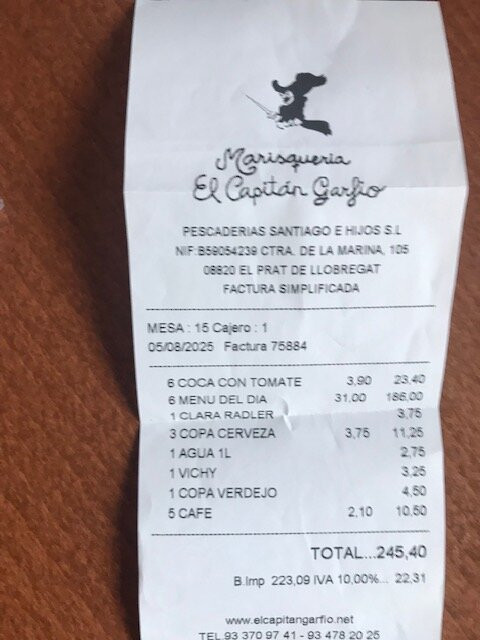 Marisqueria
El Capitán Garfio
PESCADERIAS SANTIAGO E HIJOS S.L
NIF:B59054239 CTRA. DE LA MARINA, 105
08820 EL PRAT DE LLOBREGAT
FACTURA SIMPLIFICADA
MESA : 15 Cajero : 1
05/08/2025 Factura 75884
6 COCA CON TOMATE 3,90 23,40
6 MENU DEL DIA 31,00 186,00
1 CLARA RADLER 3,75
3 COPA CERVEZA 3,75 11,25
1 AGUA 1L 2,75
1 VICHY 3,25
1 COPA VERDEJO 4,50
5 CAFE 2,10 10,50
TOTAL...245,40
B.Imp 223,09 IVA 10,00%... 22,31
www.elcapitangarfio.net
TEL 93 370 97 41 - 93 478 20 25